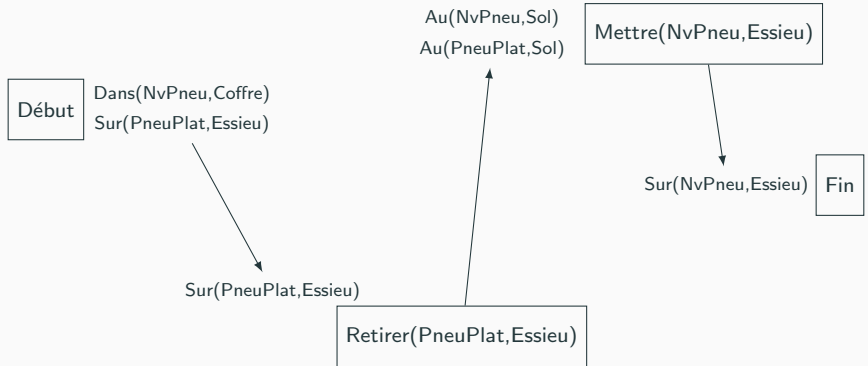 Au(NvPneu,Sol)
Au(PneuPlat,Sol)
Mettre(NvPneu,Essieu)
Début
Dans(NvPneu,Coffre)
Sur(PneuPlat,Essieu)
Sur(NvPneu,Essieu)
Fin
Sur(PneuPlat,Essieu)
Retirer(PneuPlat,Essieu)